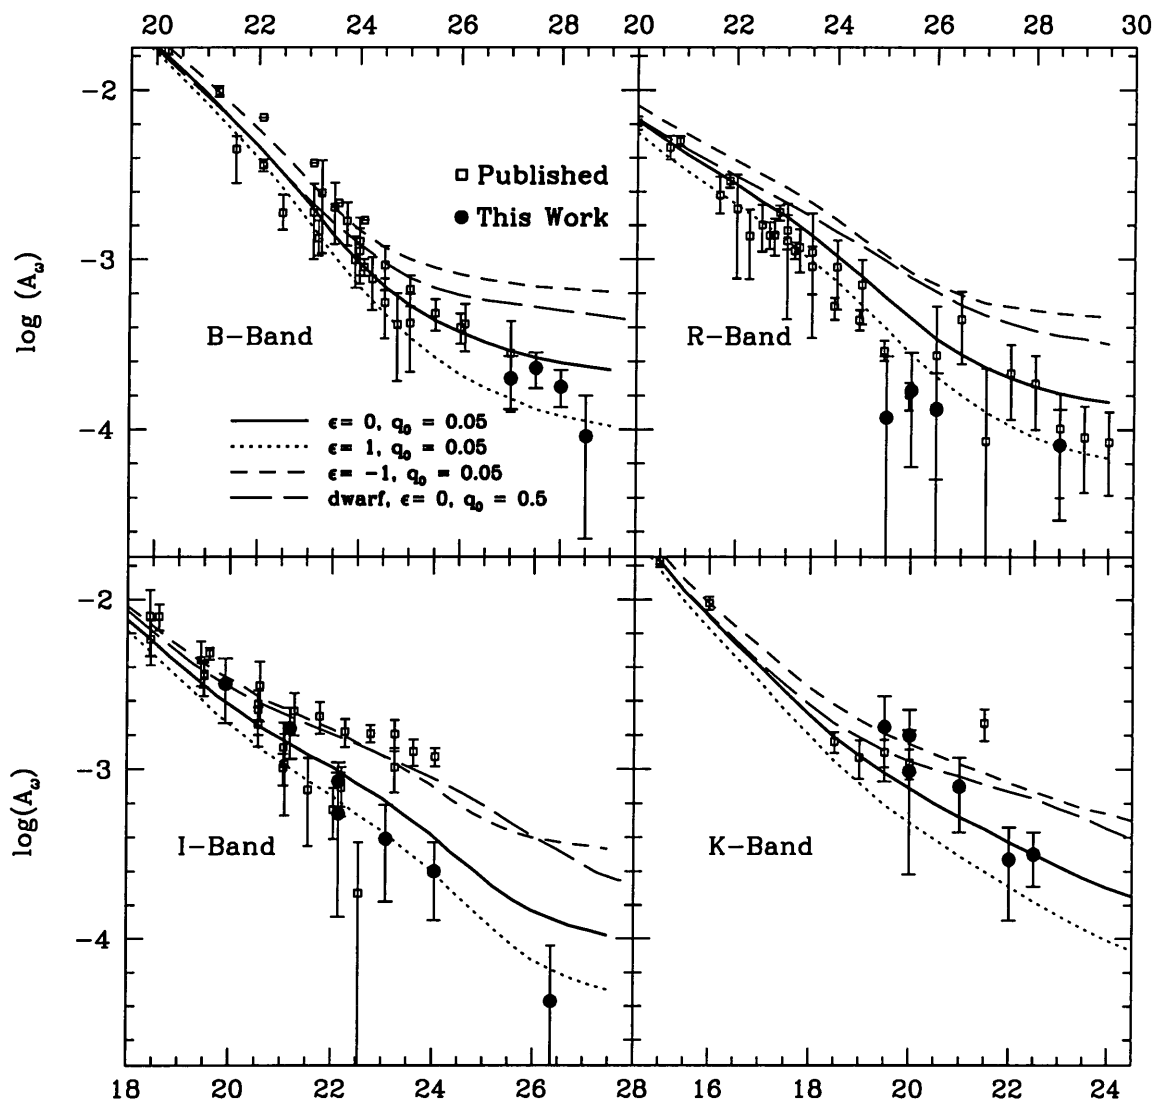 20 22 24 26 28 20 22 24 26 28 30
-2
-3
-4
log (A_ω)
□ Published
● This Work
B-Band
R-Band
ϵ= 0, q₀ = 0.05
ϵ= 1, q₀ = 0.05
ϵ= -1, q₀ = 0.05
dwarf, ϵ= 0, q₀ = 0.5
-2
-3
-4
log(A_ω)
I-Band
K-Band
18 20 22 24 26 28 16 18 20 22 24